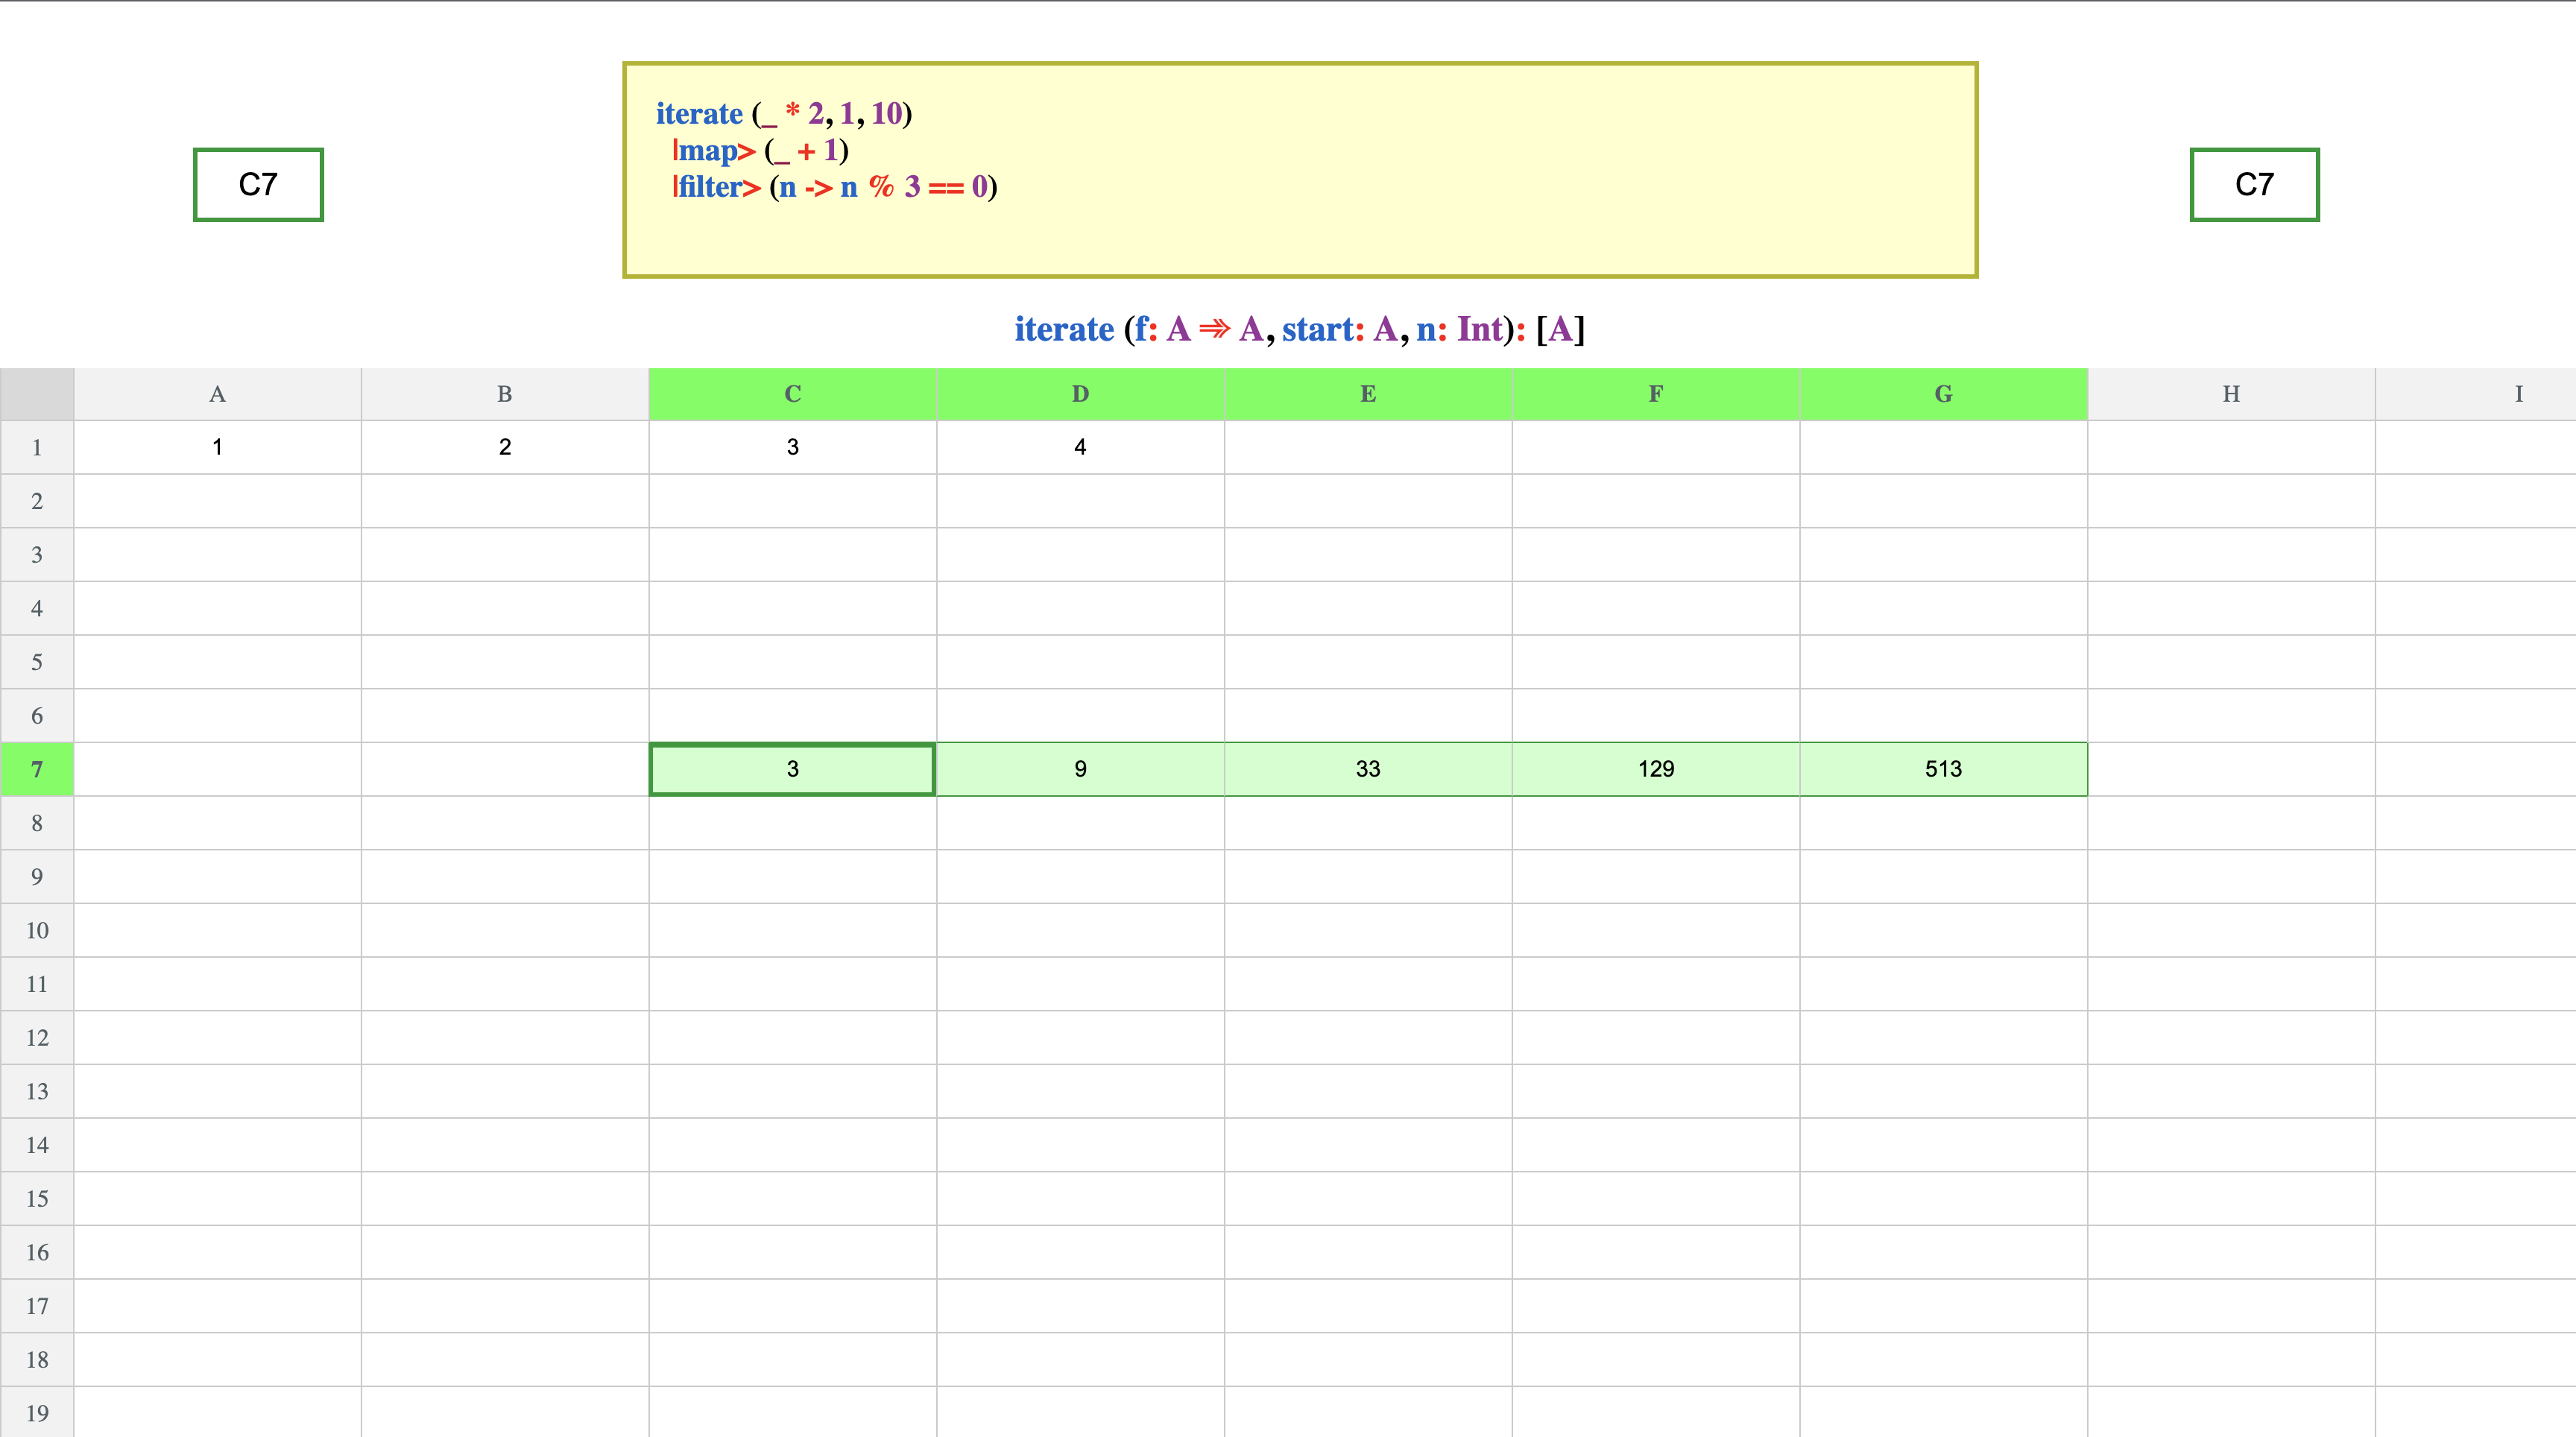 iterate (_ * 2, 1, 10)
|map> (_ + 1)
|filter> (n -> n % 3 == 0)
C7
C7
iterate (f: A ⇒ A, start: A, n: Int): [A]
A B C D E F G H I
1 1 2 3 4
2
3
4
5
6
7 3 9 33 129 513
8
9
10
11
12
13
14
15
16
17
18
19